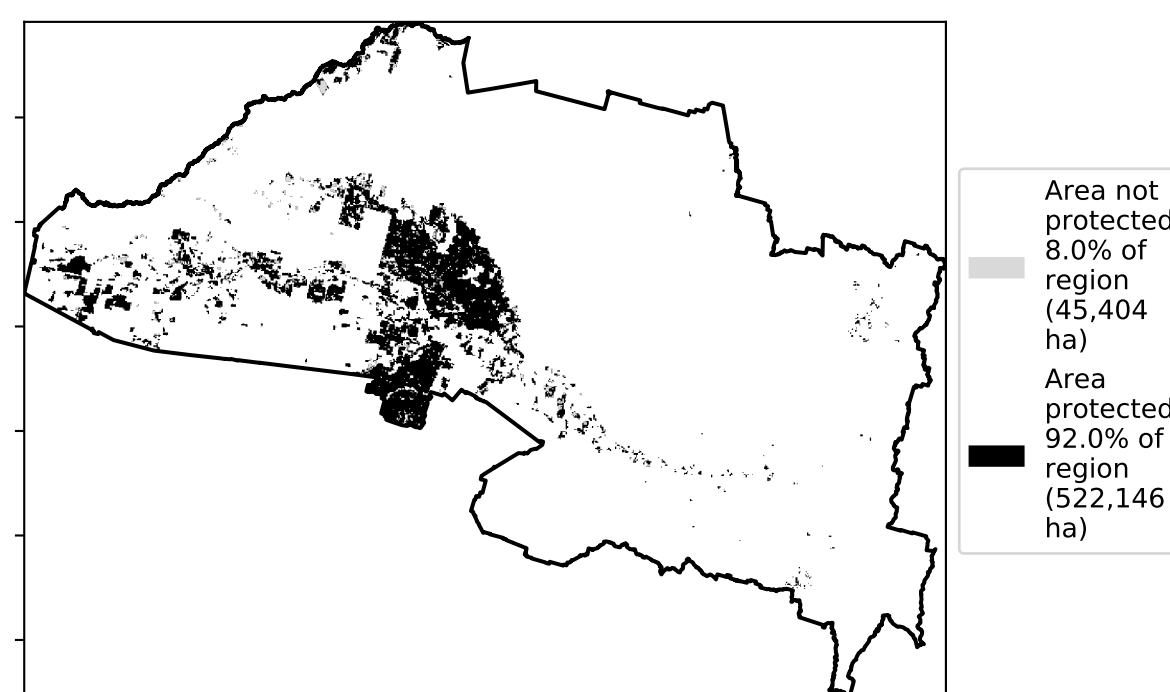 Area not
protected
8.0% of
region
(45,404
ha)
Area
protected
92.0% of
region
(522,146
ha)